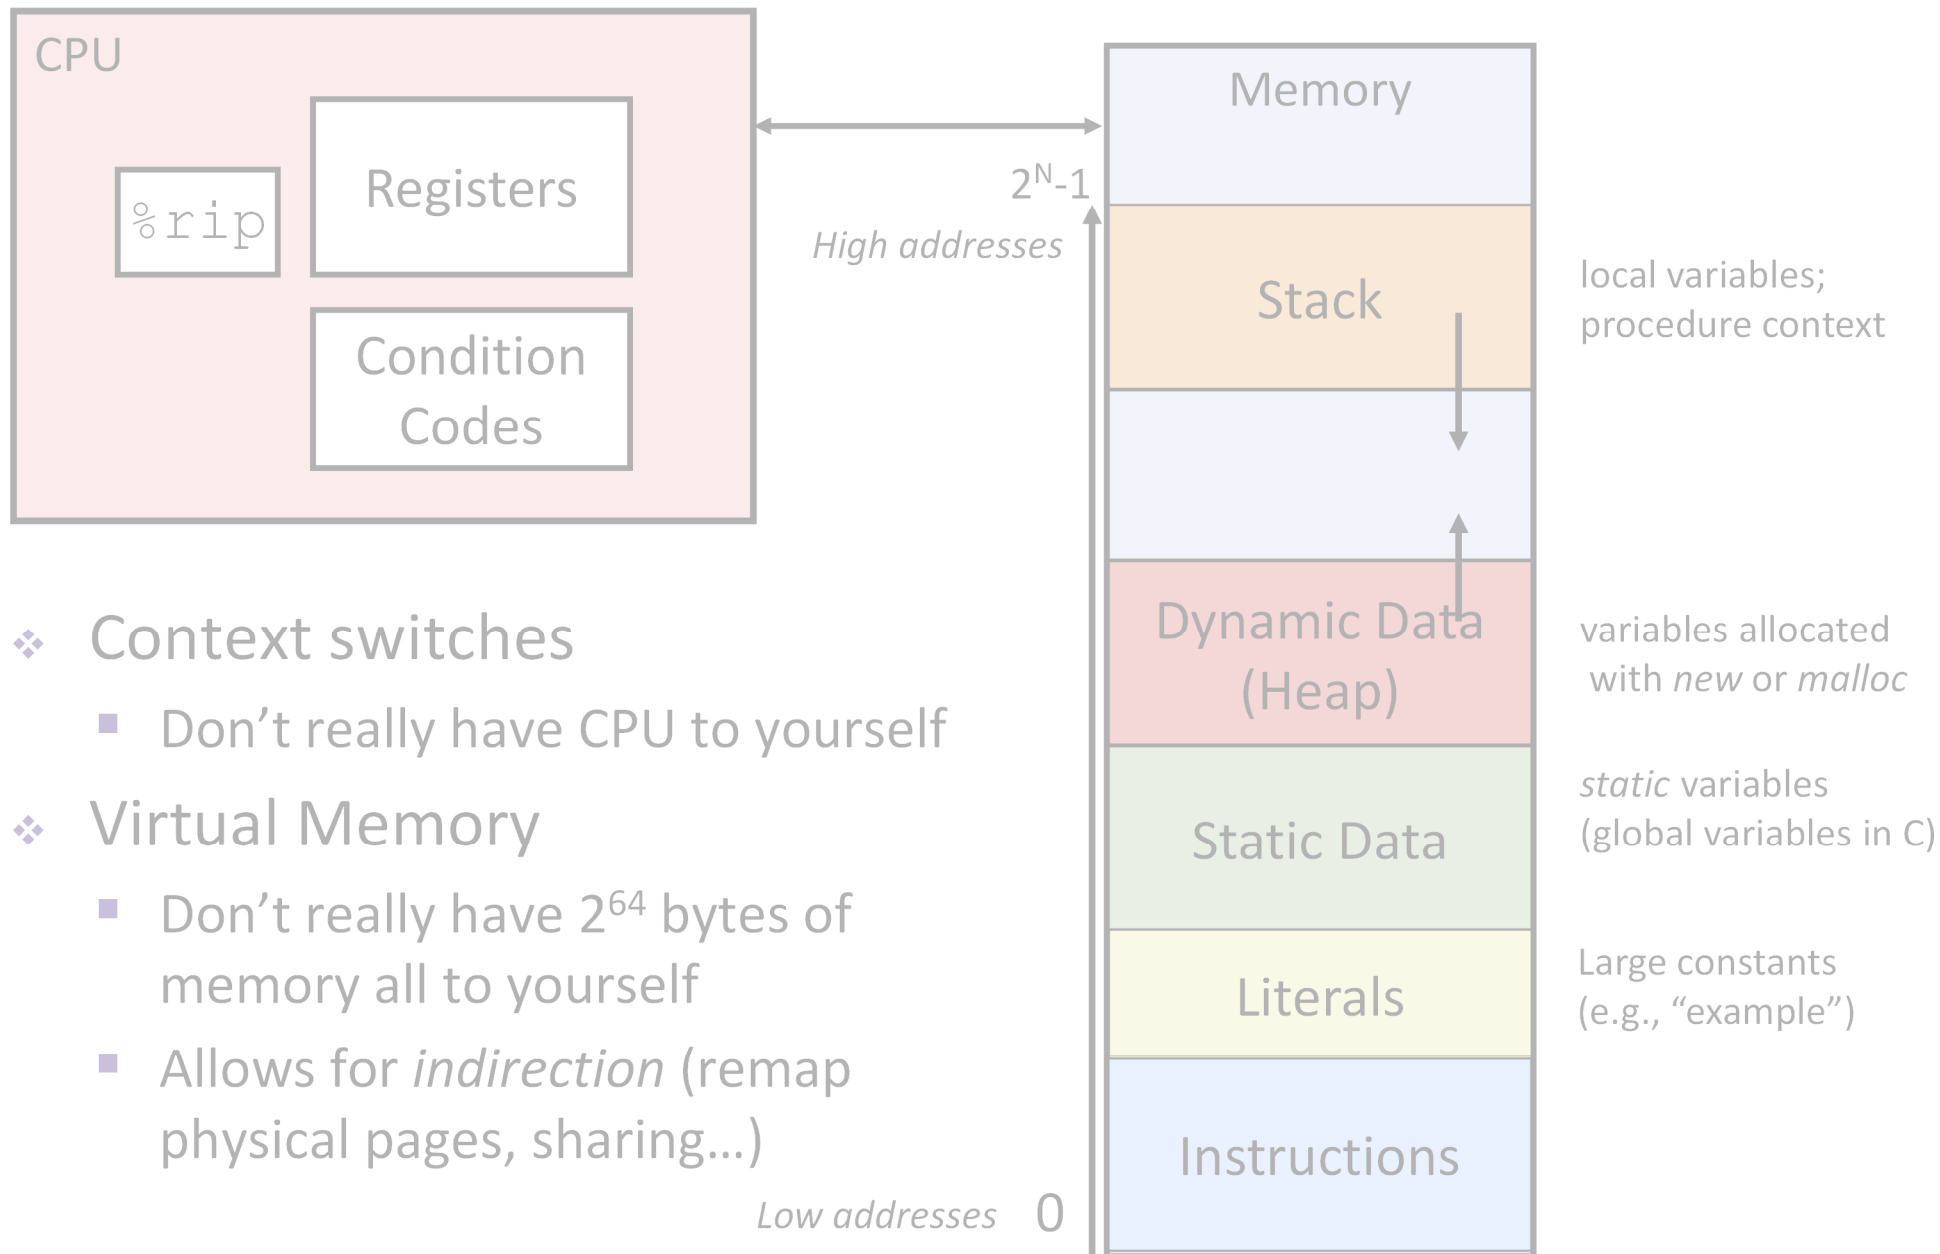 CPU
%rip
Registers
Condition
Codes
Memory
2^N-1
High addresses
Stack
local variables;
procedure context
❖ Context switches
▪ Don’t really have CPU to yourself
❖ Virtual Memory
▪ Don’t really have 2^64 bytes of
memory all to yourself
▪ Allows for indirection (remap
physical pages, sharing…)
Dynamic Data
(Heap)
variables allocated
with new or malloc
Static Data
static variables
(global variables in C)
Literals
Large constants
(e.g., “example”)
Instructions
Low addresses 0